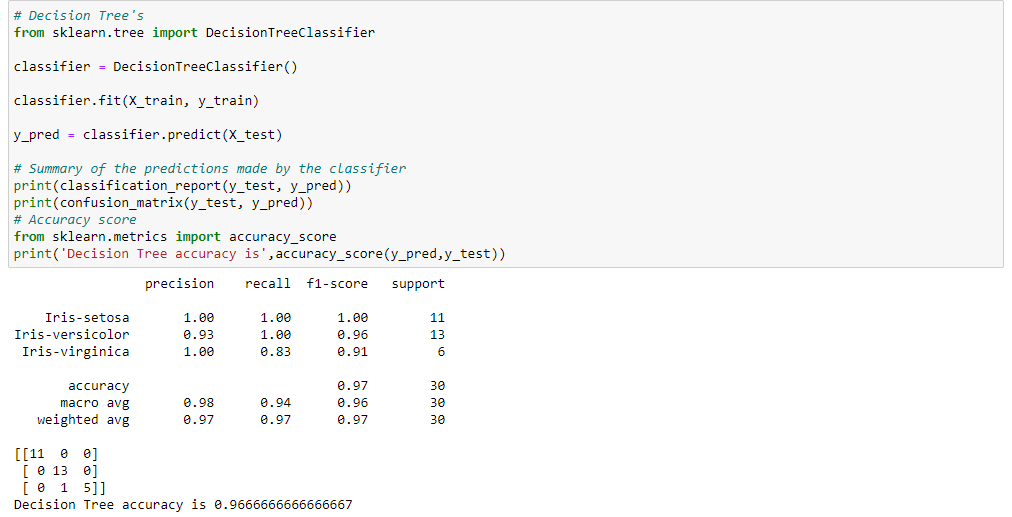 # Decision Tree's
from sklearn.tree import DecisionTreeClassifier
classifier = DecisionTreeClassifier()
classifier.fit(X_train, y_train)
y_pred = classifier.predict(X_test)
# Summary of the predictions made by the classifier
print(classification_report(y_test, y_pred))
print(confusion_matrix(y_test, y_pred))
# Accuracy score
from sklearn.metrics import accuracy_score
print('Decision Tree accuracy is',accuracy_score(y_pred,y_test))
precision recall f1-score support
Iris-setosa 1.00 1.00 1.00 11
Iris-versicolor 0.93 1.00 0.96 13
Iris-virginica 1.00 0.83 0.91 6
accuracy 0.97 30
macro avg 0.98 0.94 0.96 30
weighted avg 0.97 0.97 0.97 30
[[11 0 0]
[ 0 13 0]
[ 0 1 5]]
Decision Tree accuracy is 0.9666666666666667